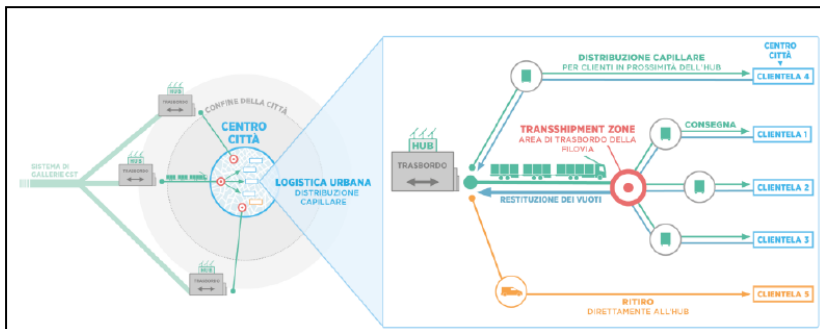 HUB
TRASBORDO
CONFINE DELLA CITTÀ
CENTRO
CITTÀ
SISTEMA DI
GALLERIE CST
HUB
TRASBORDO
LOGISTICA URBANA
DISTRIBUZIONE
CAPILLARE
HUB
TRASBORDO
DISTRIBUZIONE CAPILLARE
PER CLIENTI IN PROSSIMITÀ DELL'HUB
CENTRO
CITTÀ
CLIENTELA 4
TRANSSHIPMENT ZONE
AREA DI TRASBORDO DELLA
FILOVIA
CONSEGNA
CLIENTELA 1
HUB
TRASBORDO
RESTITUZIONE DEI VUOTI
CLIENTELA 2
CLIENTELA 3
RITIRO
DIRETTAMENTE ALL'HUB
CLIENTELA 5